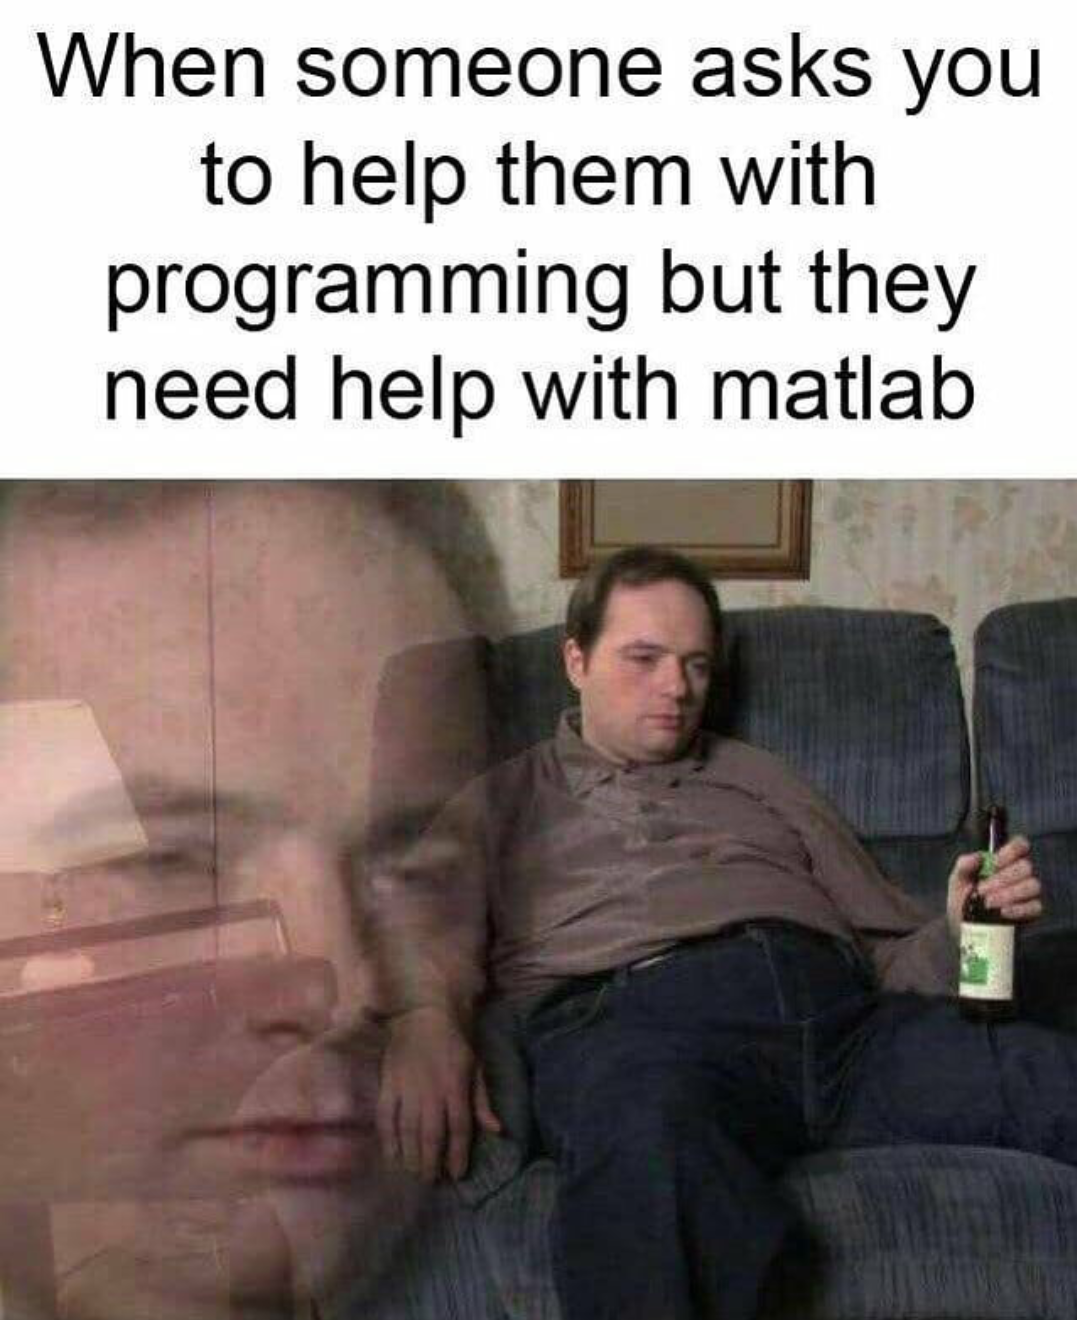 When someone asks you
to help them with
programming but they
need help with matlab